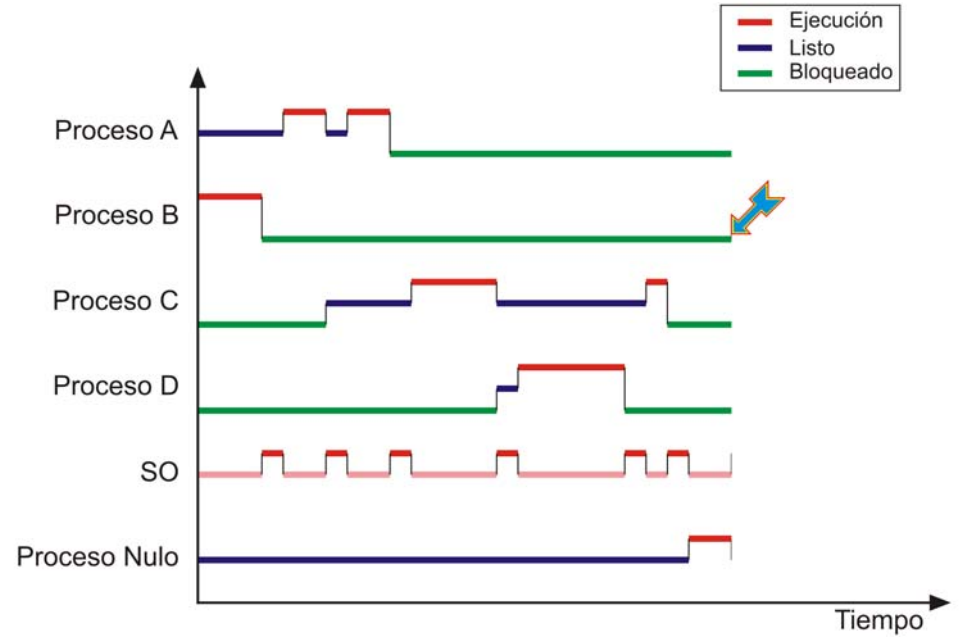 Ejecución
Listo
Bloqueado
Proceso A
Proceso B
Proceso C
Proceso D
SO
Proceso Nulo
Tiempo